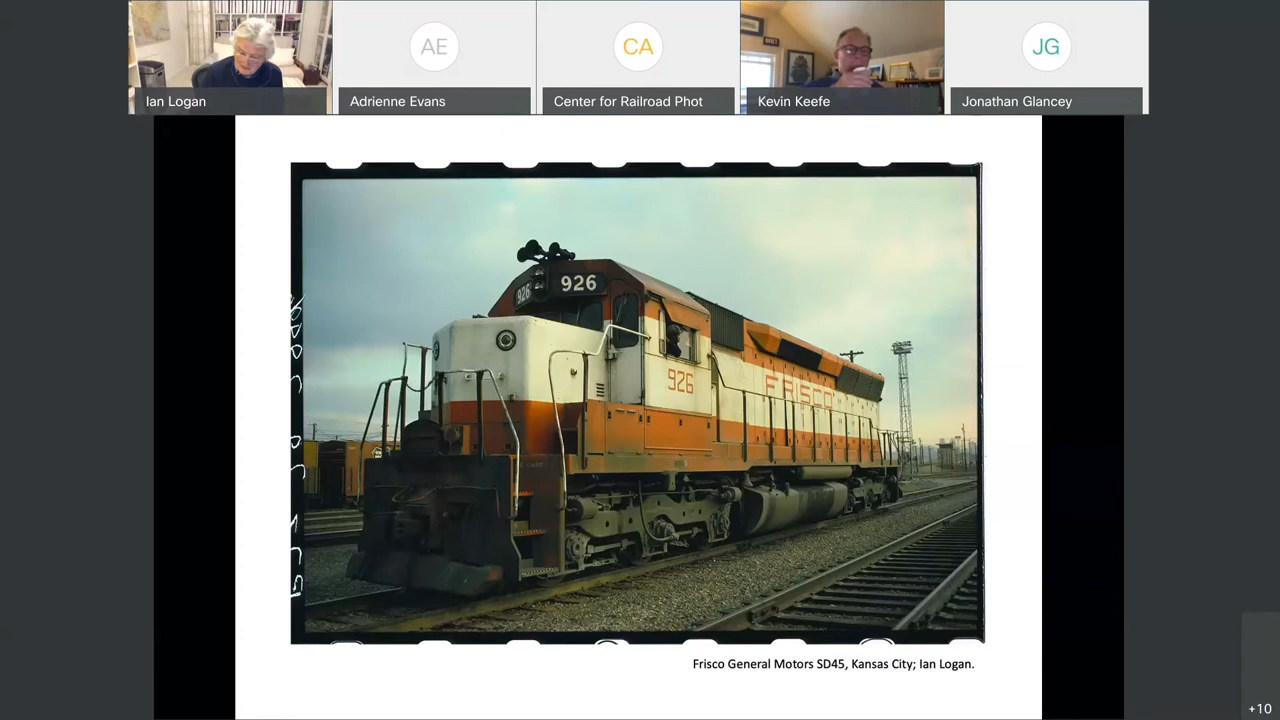 AE
CA
JG
Ian Logan
Adrienne Evans
Center for Railroad Phot
Kevin Keefe
Jonathan Glancey
926
926
926
FRISCO
Frisco General Motors SD45, Kansas City; Ian Logan.
+10